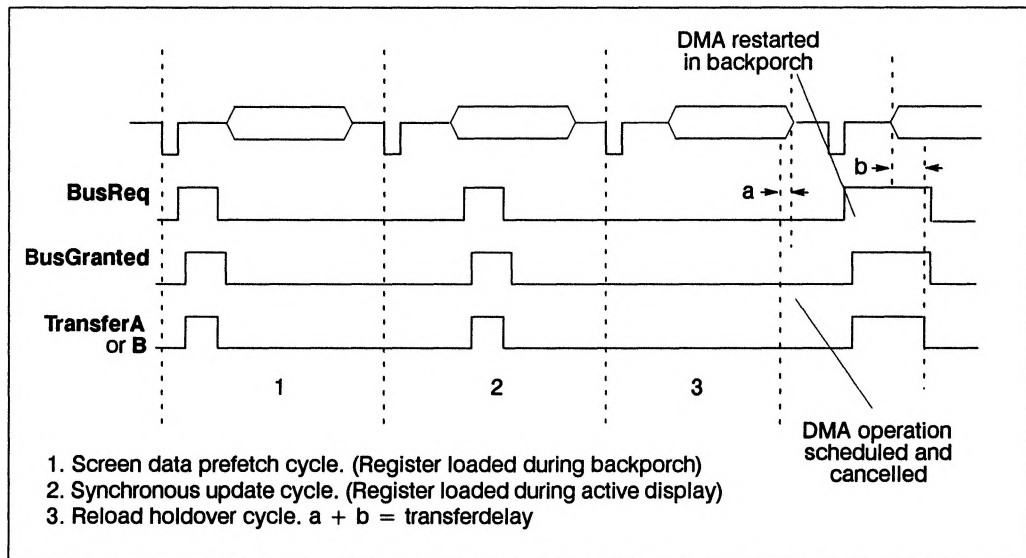 DMA restarted
in backporch
b
a
BusReq
BusGranted
TransferA
or B
1
2
3
DMA operation
scheduled and
cancelled
1. Screen data prefetch cycle. (Register loaded during backporch)
2. Synchronous update cycle. (Register loaded during active display)
3. Reload holdover cycle. a + b = transferdelay